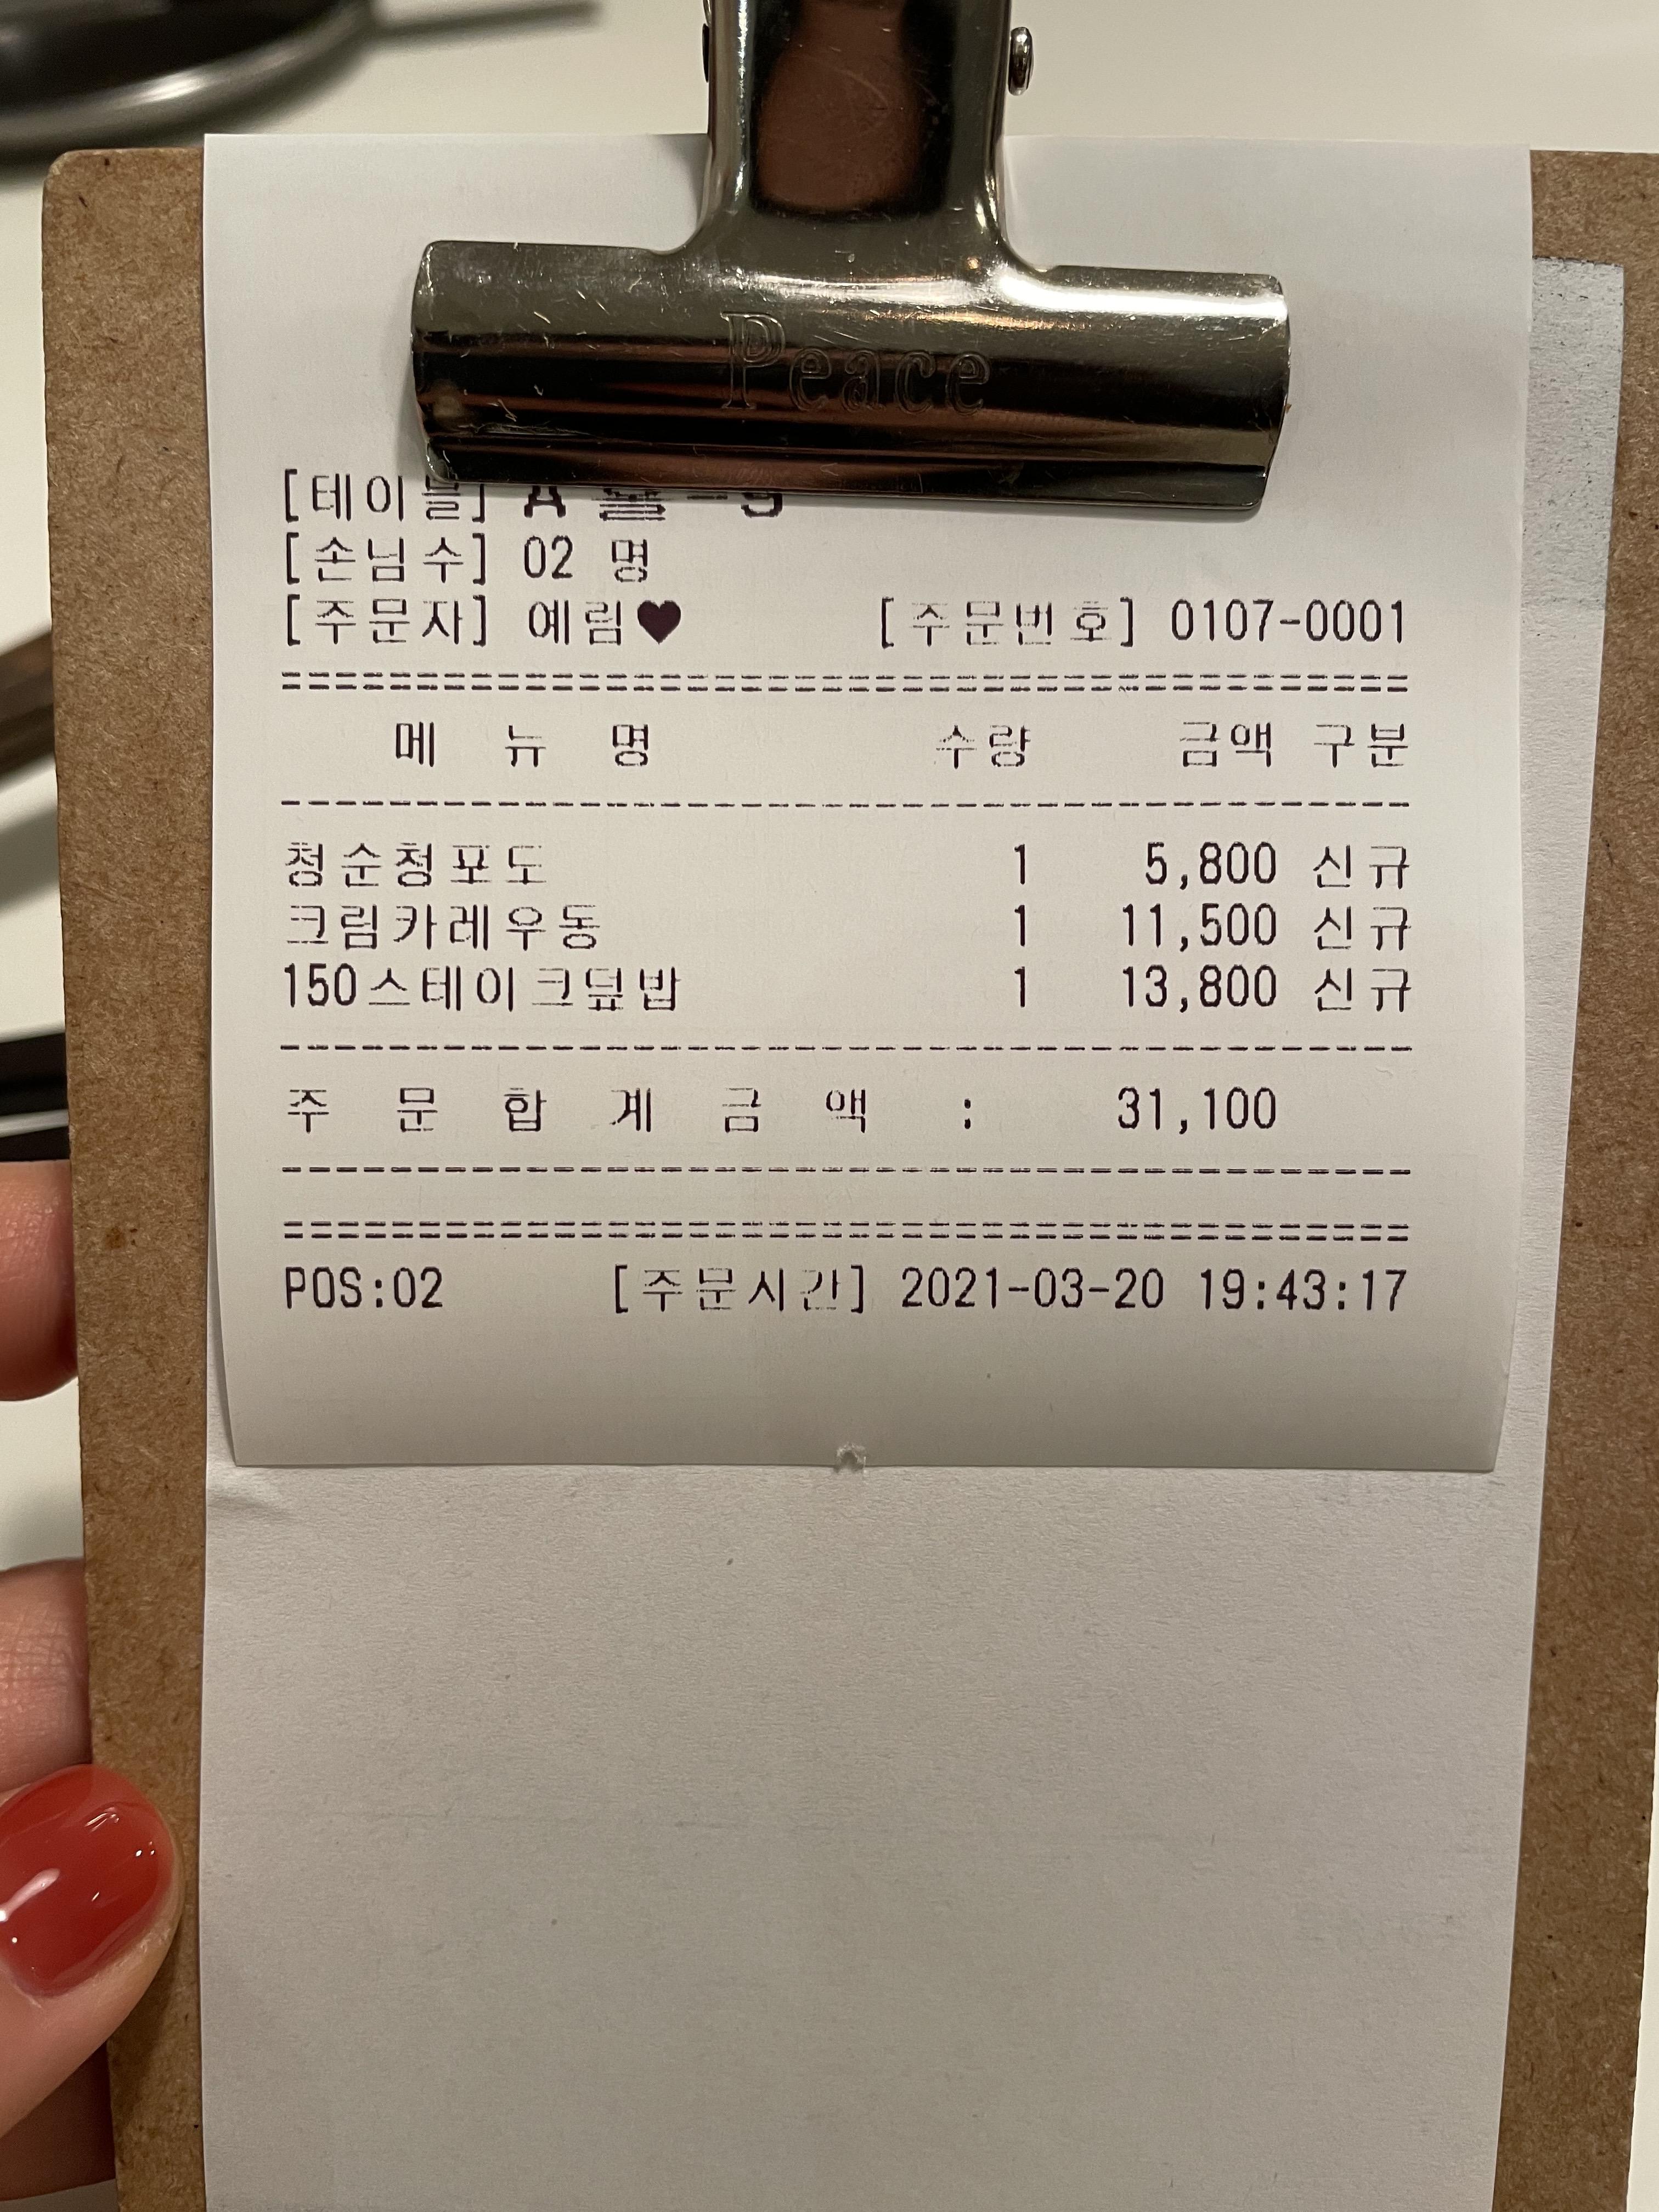 Peace
[테이블] A 홀-9
[손님수] 02 명
[주문자] 예림♥ [주문번호] 0107-0001
메 뉴 명 수량 금액 구분
청순청포도 1 5,800 신규
크림카레우동 1 11,500 신규
150스테이크덮밥 1 13,800 신규
주 문 합 계 금 액 : 31,100
POS:02 [주문시간] 2021-03-20 19:43:17